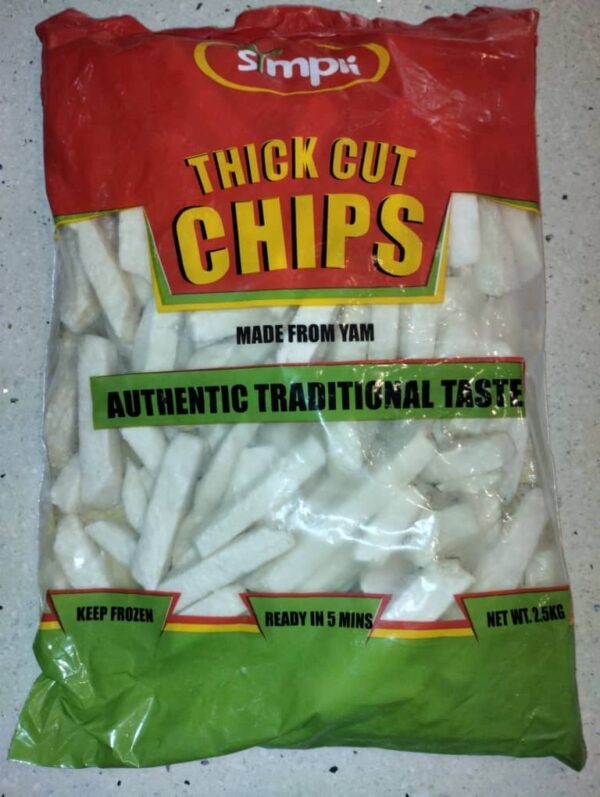 Simpli
THICK CUT
CHIPS
MADE FROM YAM
AUTHENTIC TRADITIONAL TASTE
KEEP FROZEN
READY IN 5 MINS
NET WT. 2.5KG